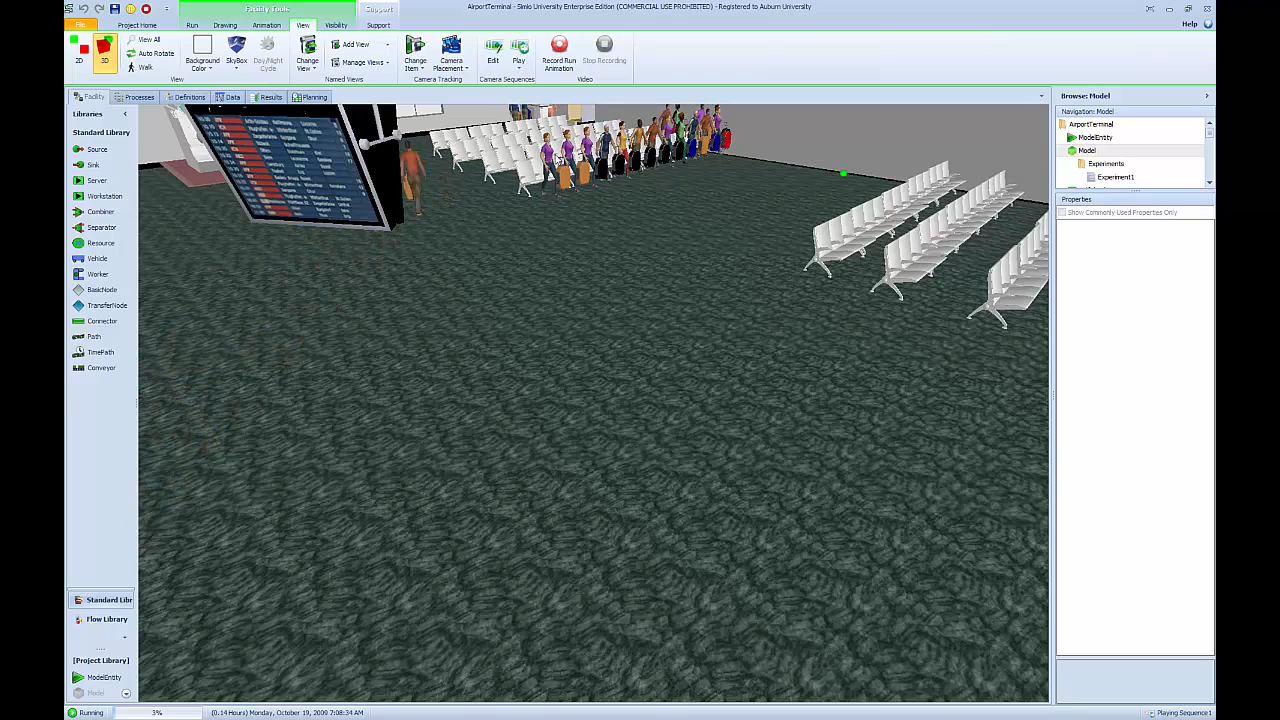 Facility Tools
Support
AirportTerminal - Simio University Enterprise Edition (COMMERCIAL USE PROHIBITED) - Registered to Auburn University
File
Project Home
Run
Drawing
Animation
View
Visibility
Support
Help
2D
3D
View All
Auto Rotate
Walk
View
Background Color
SkyBox
Day/Night Cycle
Change View
Add View
Manage Views
Named Views
Change Item
Camera Placement
Camera Tracking
Edit
Play
Camera Sequences
Record Run Animation
Stop Recording
Video
Facility
Processes
Definitions
Data
Results
Planning
Libraries
Standard Library
Source
Sink
Server
Workstation
Combiner
Separator
Resource
Vehicle
Worker
BasicNode
TransferNode
Connector
Path
TimePath
Conveyor
Standard Libr
Flow Library
[Project Library]
ModelEntity
Model
Browse: Model
Navigation: Model
AirportTerminal
ModelEntity
Model
Experiments
Experiment1
Properties
Show Commonly Used Properties Only
Running
3%
(0.14 Hours) Monday, October 19, 2009 7:08:34 AM
Playing Sequence1